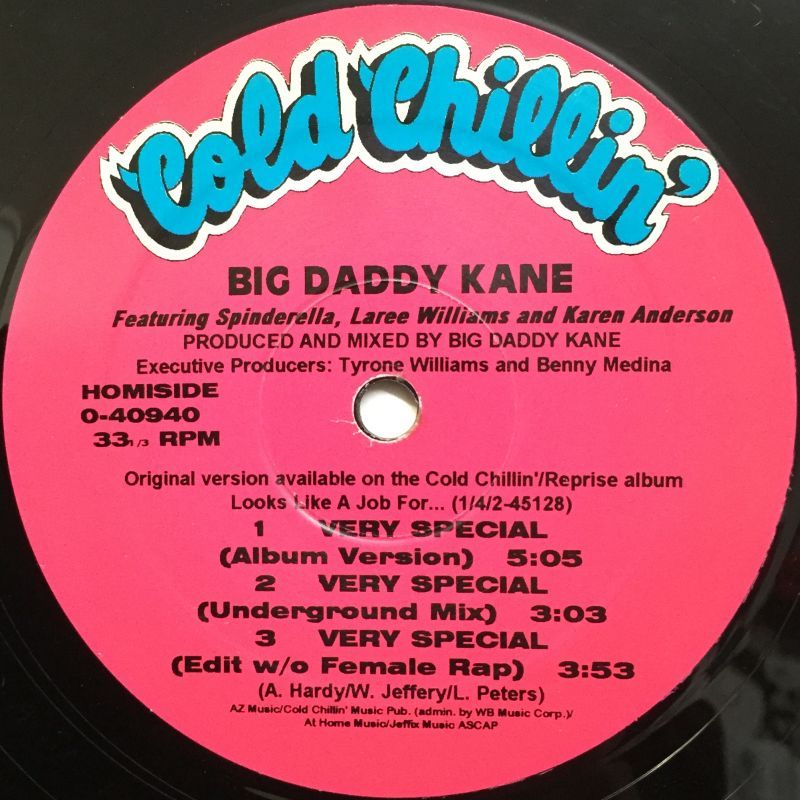 Cold Chillin'
BIG DADDY KANE
Featuring Spinderella, Laree Williams and Karen Anderson
PRODUCED AND MIXED BY BIG DADDY KANE
Executive Producers: Tyrone Williams and Benny Medina
HOMISIDE
0-40940
33 1/3 RPM
Original version available on the Cold Chillin'/Reprise album
Looks Like A Job For... (1/4/2-45128)
1 VERY SPECIAL
(Album Version) 5:05
2 VERY SPECIAL
(Underground Mix) 3:03
3 VERY SPECIAL
(Edit w/o Female Rap) 3:53
(A. Hardy/W. Jeffery/L. Peters)
AZ Music/Cold Chillin' Music Pub. (admin. by WB Music Corp.)/
At Home Music/Jeffix Music ASCAP